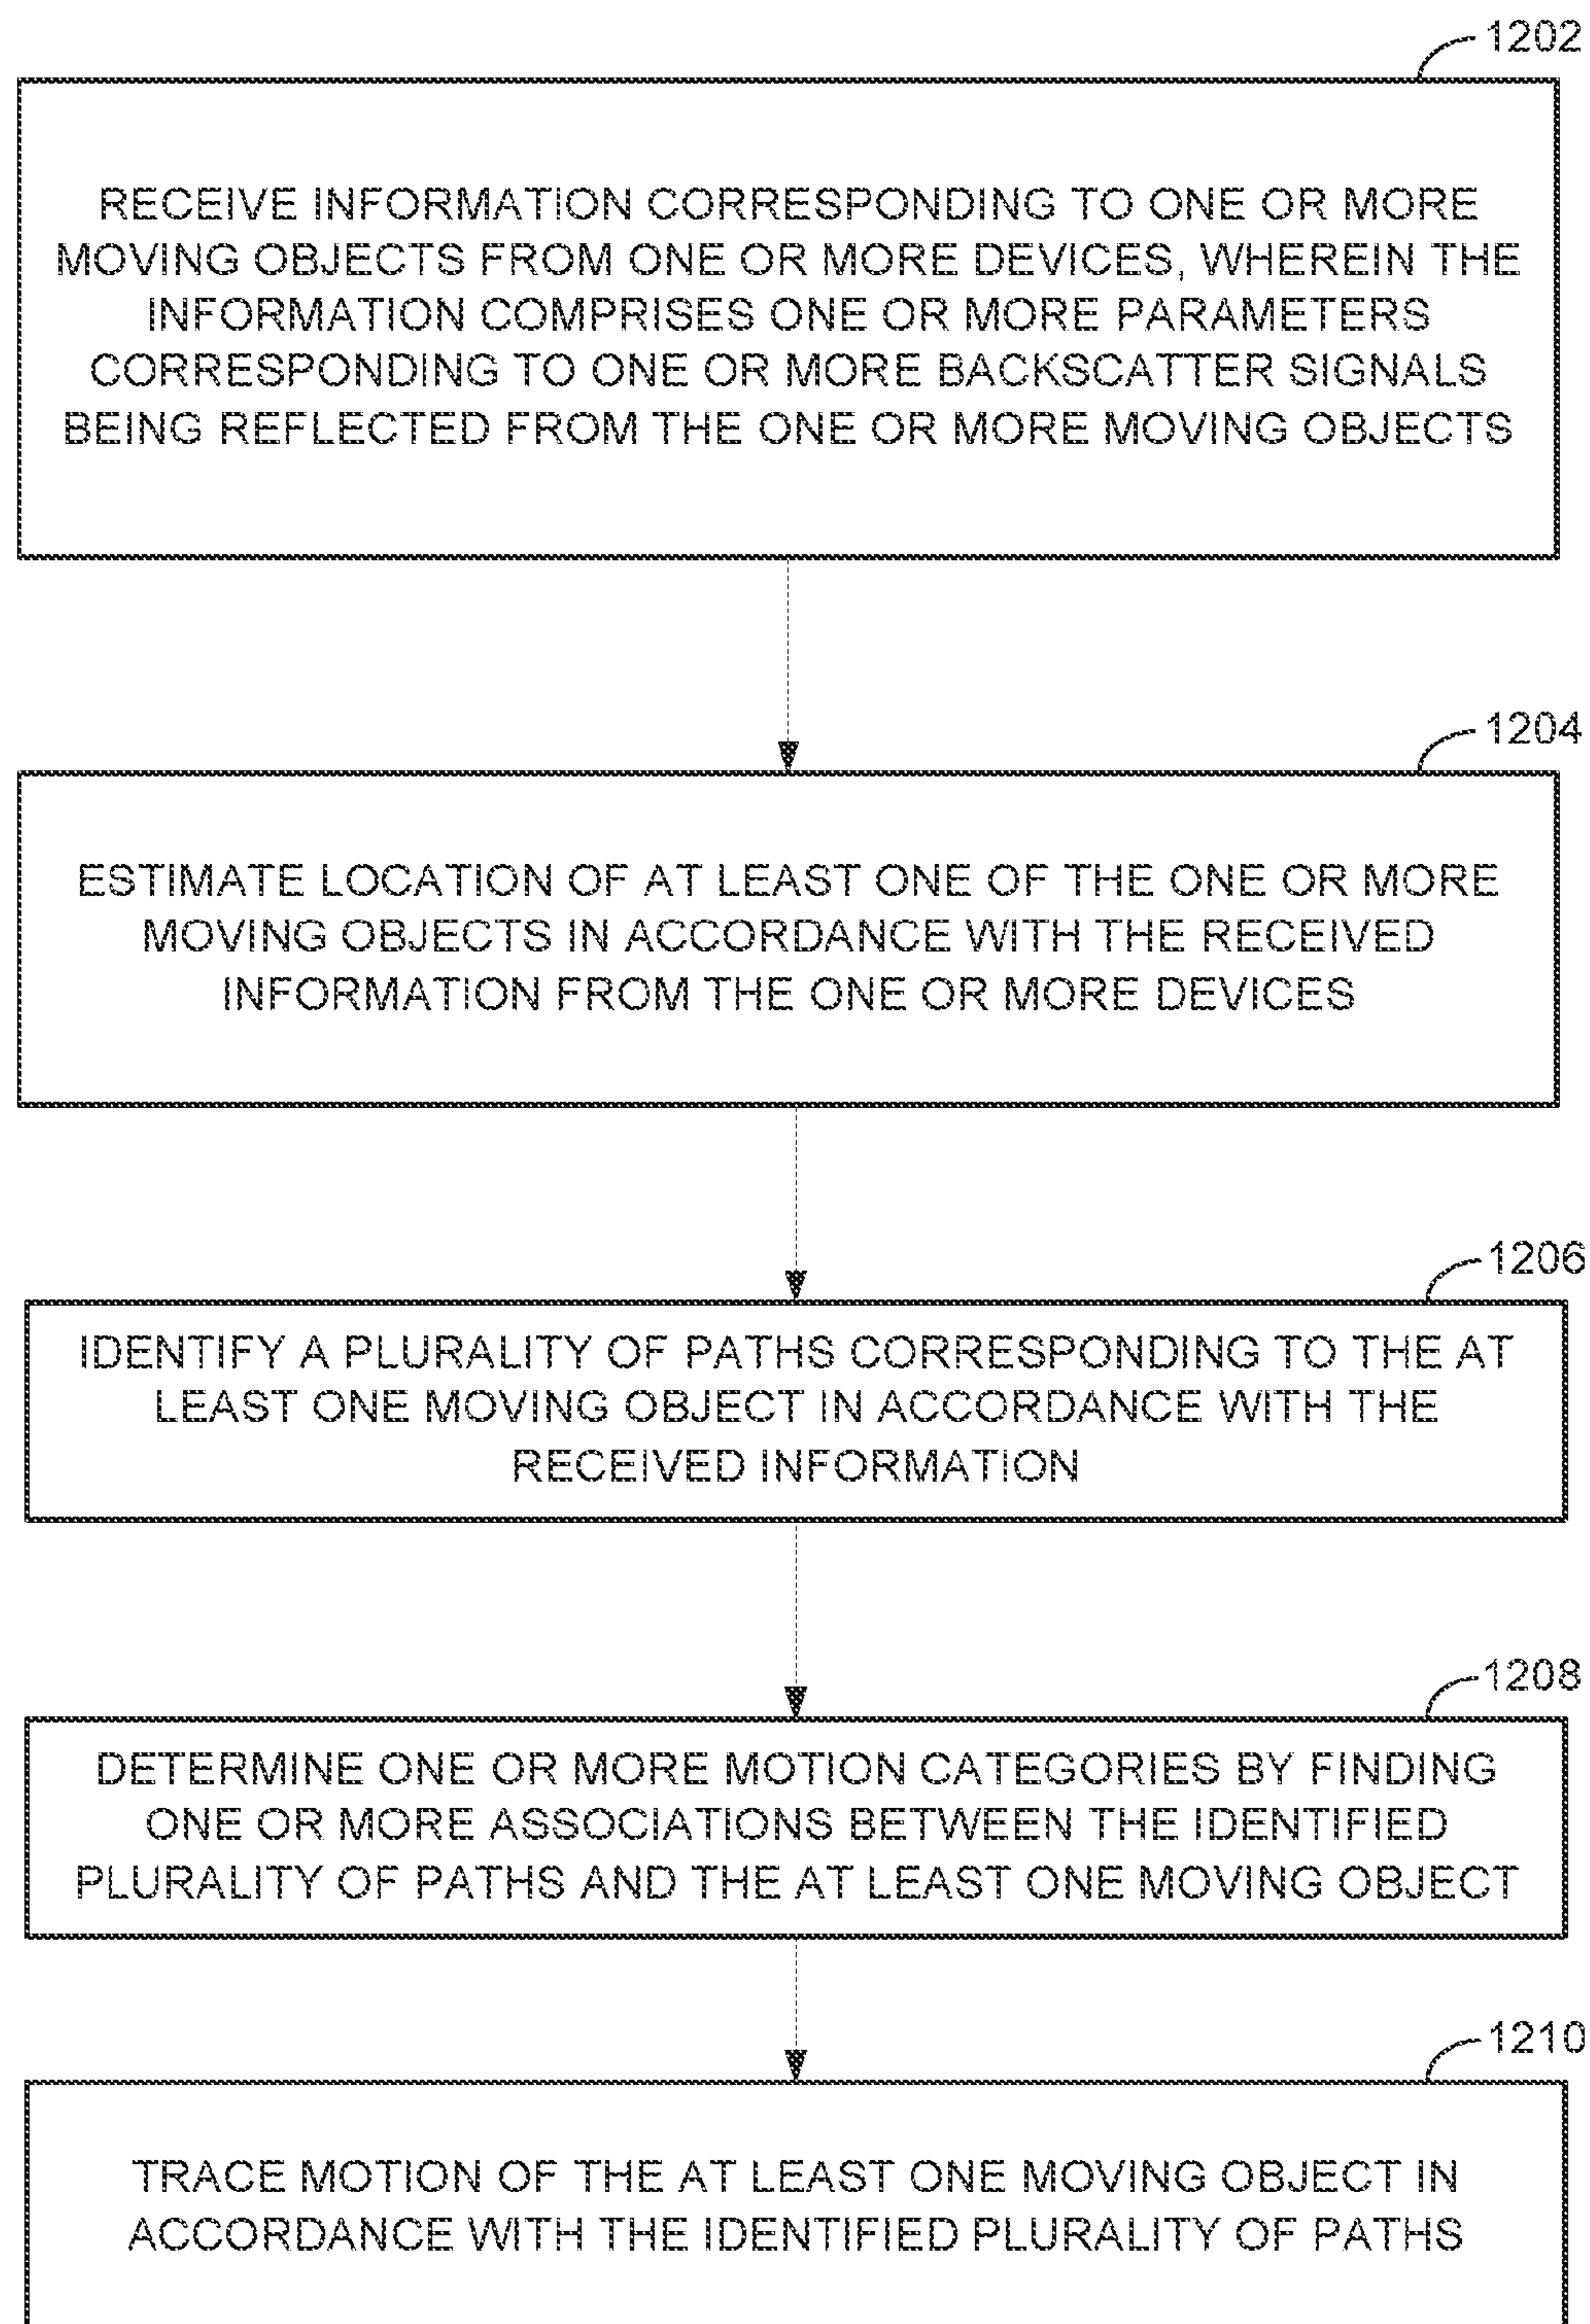 1202
RECEIVE INFORMATION CORRESPONDING TO ONE OR MORE
MOVING OBJECTS FROM ONE OR MORE DEVICES, WHEREIN THE
INFORMATION COMPRISES ONE OR MORE PARAMETERS
CORRESPONDING TO ONE OR MORE BACKSCATTER SIGNALS
BEING REFLECTED FROM THE ONE OR MORE MOVING OBJECTS
1204
ESTIMATE LOCATION OF AT LEAST ONE OF THE ONE OR MORE
MOVING OBJECTS IN ACCORDANCE WITH THE RECEIVED
INFORMATION FROM THE ONE OR MORE DEVICES
1206
IDENTIFY A PLURALITY OF PATHS CORRESPONDING TO THE AT
LEAST ONE MOVING OBJECT IN ACCORDANCE WITH THE
RECEIVED INFORMATION
1208
DETERMINE ONE OR MORE MOTION CATEGORIES BY FINDING
ONE OR MORE ASSOCIATIONS BETWEEN THE IDENTIFIED
PLURALITY OF PATHS AND THE AT LEAST ONE MOVING OBJECT
1210
TRACE MOTION OF THE AT LEAST ONE MOVING OBJECT IN
ACCORDANCE WITH THE IDENTIFIED PLURALITY OF PATHS